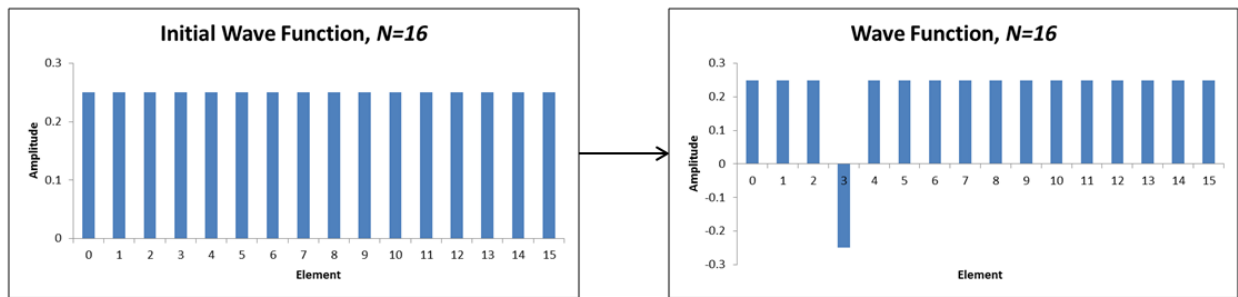 Initial Wave Function, N=16
0.3
0.2
0.1
0
Amplitude
0 1 2 3 4 5 6 7 8 9 10 11 12 13 14 15
Element
Wave Function, N=16
0.3
0.2
0.1
0
-0.1
-0.2
-0.3
Amplitude
0 1 2 3 4 5 6 7 8 9 10 11 12 13 14 15
Element